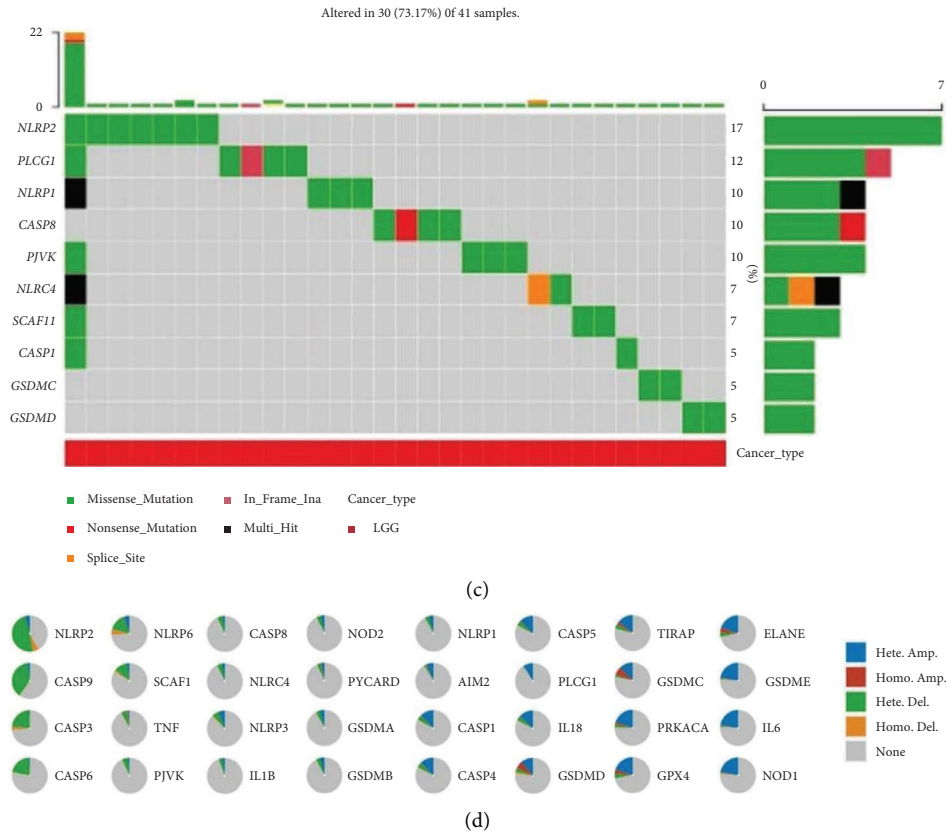 Altered in 30 (73.17%) 0f 41 samples.
22
0
0 7
NLRP2 17
PLCG1 12
NLRP1 10
CASP8 10
PJVK 10
(%)
NLRC4 7
SCAF11 7
CASP1 5
GSDMC 5
GSDMD 5
Cancer_type
Missense_Mutation In_Frame_Ina Cancer_type
Nonsense_Mutation Multi_Hit LGG
Splice_Site
(c)
NLRP2 NLRP6 CASP8 NOD2 NLRP1 CASP5 TIRAP ELANE
CASP9 SCAF1 NLRC4 PYCARD AIM2 PLCG1 GSDMC GSDME
CASP3 TNF NLRP3 GSDMA CASP1 IL18 PRKACA IL6
CASP6 PJVK IL1B GSDMB CASP4 GSDMD GPX4 NOD1
Hete. Amp.
Homo. Amp.
Hete. Del.
Homo. Del.
None
(d)